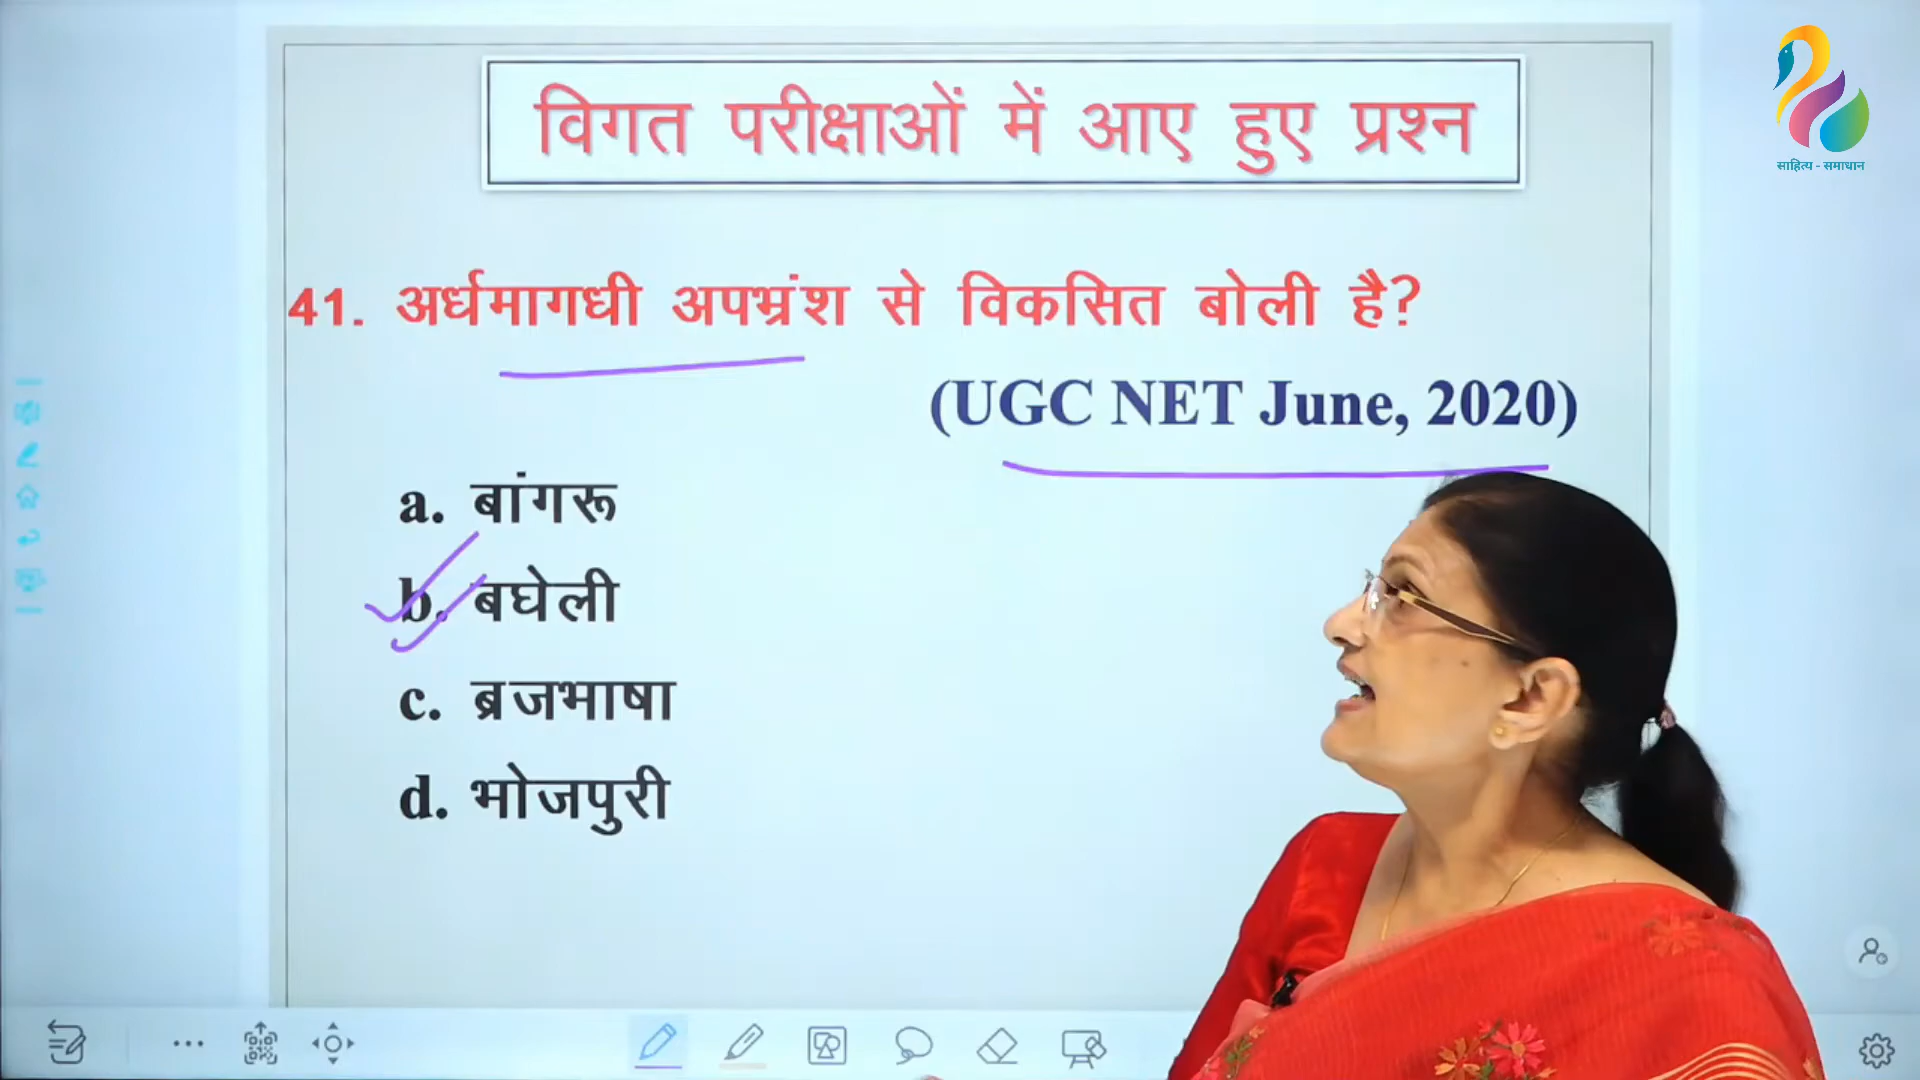 विगत परीक्षाओं में आए हुए प्रश्न
साहित्य - समाधान
41. अर्धमागधी अपभ्रंश से विकसित बोली है?
(UGC NET June, 2020)
a. बांगरू
b. बघेली
c. ब्रजभाषा
d. भोजपुरी